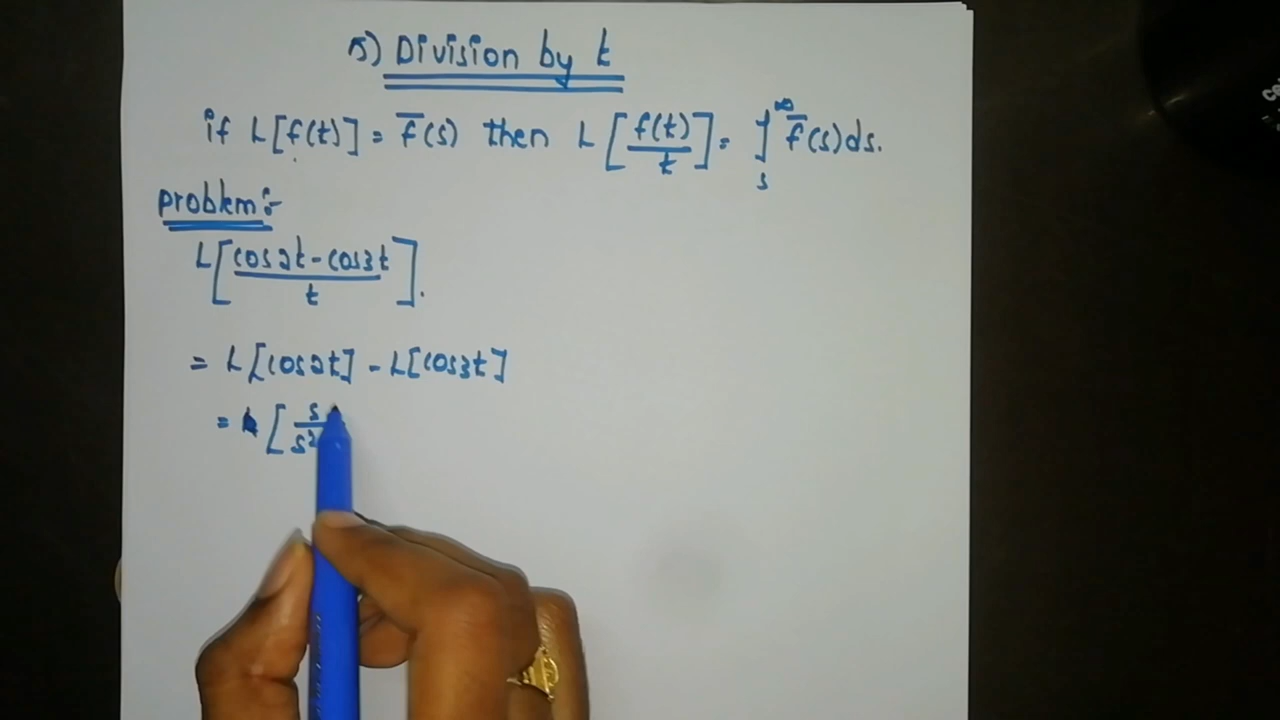 5) Division by t
if L[f(t)] = f̅(s) then L[f(t)/t] = ∫_s^∞ f̅(s)ds.
problem:-
L[cos2t - cos3t / t].
= L[cos2t] - L[cos3t]
= [s/s²